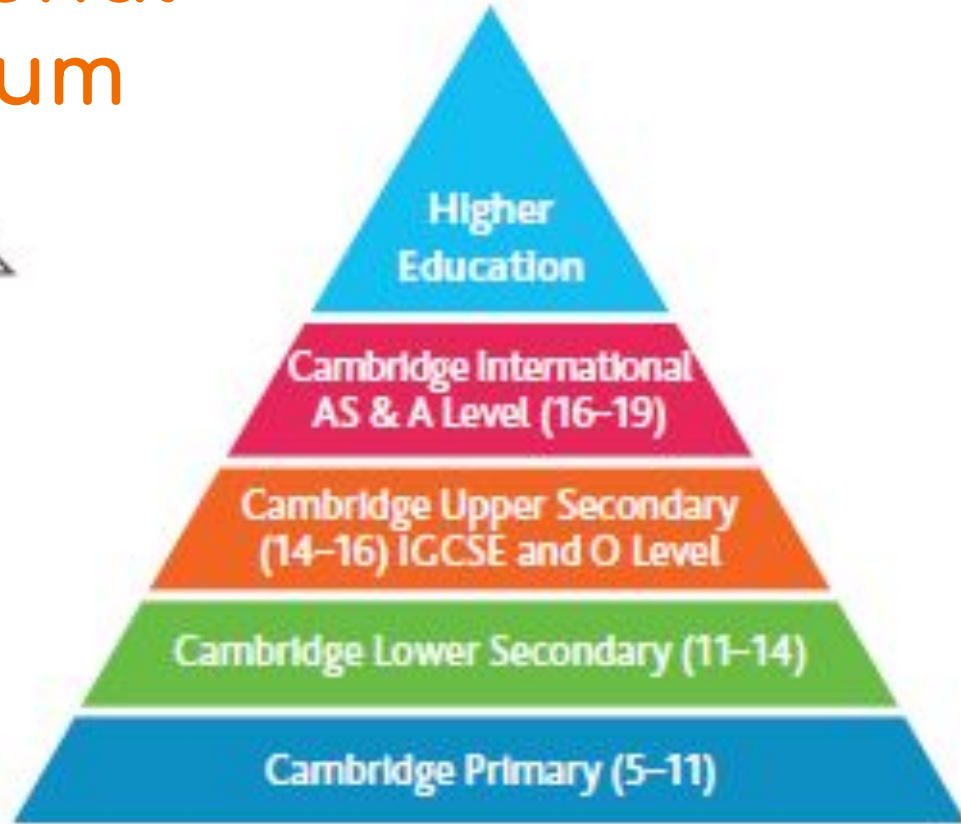 um
Higher
Education
Cambridge International
AS & A Level (16–19)
Cambridge Upper Secondary
(14–16) IGCSE and O Level
Cambridge Lower Secondary (11–14)
Cambridge Primary (5–11)